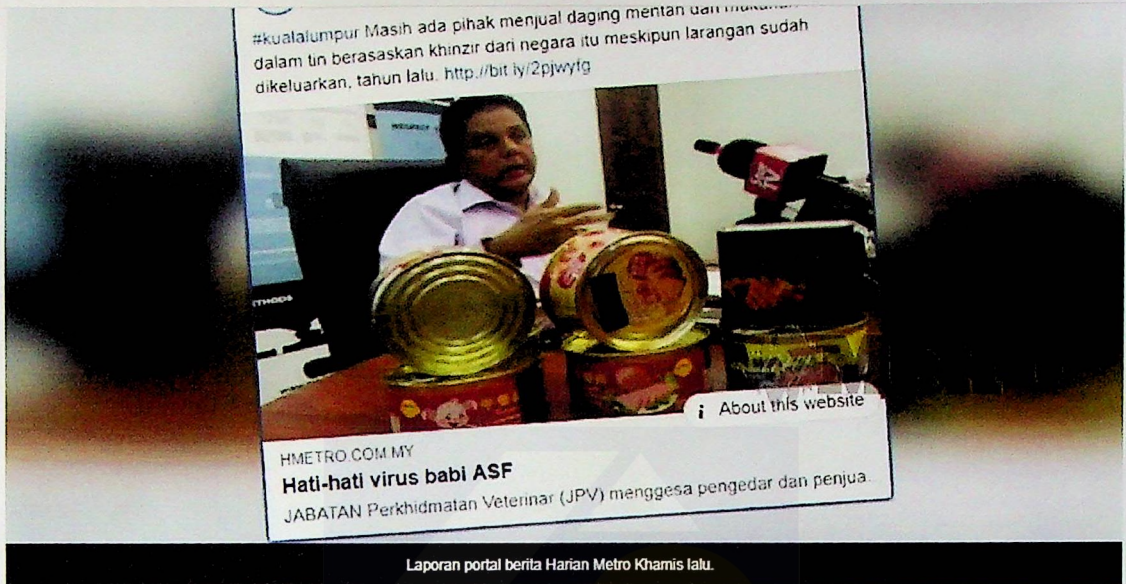 #kualalumpur Masih ada pihak menjual daging mentah dan makanan
dalam tin berasaskan khinzir dari negara itu meskipun larangan sudah
dikeluarkan, tahun lalu. http://bit.ly/2pjwyfg
THODS
i About this website
HMETRO.COM.MY
Hati-hati virus babi ASF
JABATAN Perkhidmatan Veterinar (JPV) menggesa pengedar dan penjua
Laporan portal berita Harian Metro Khamis lalu.